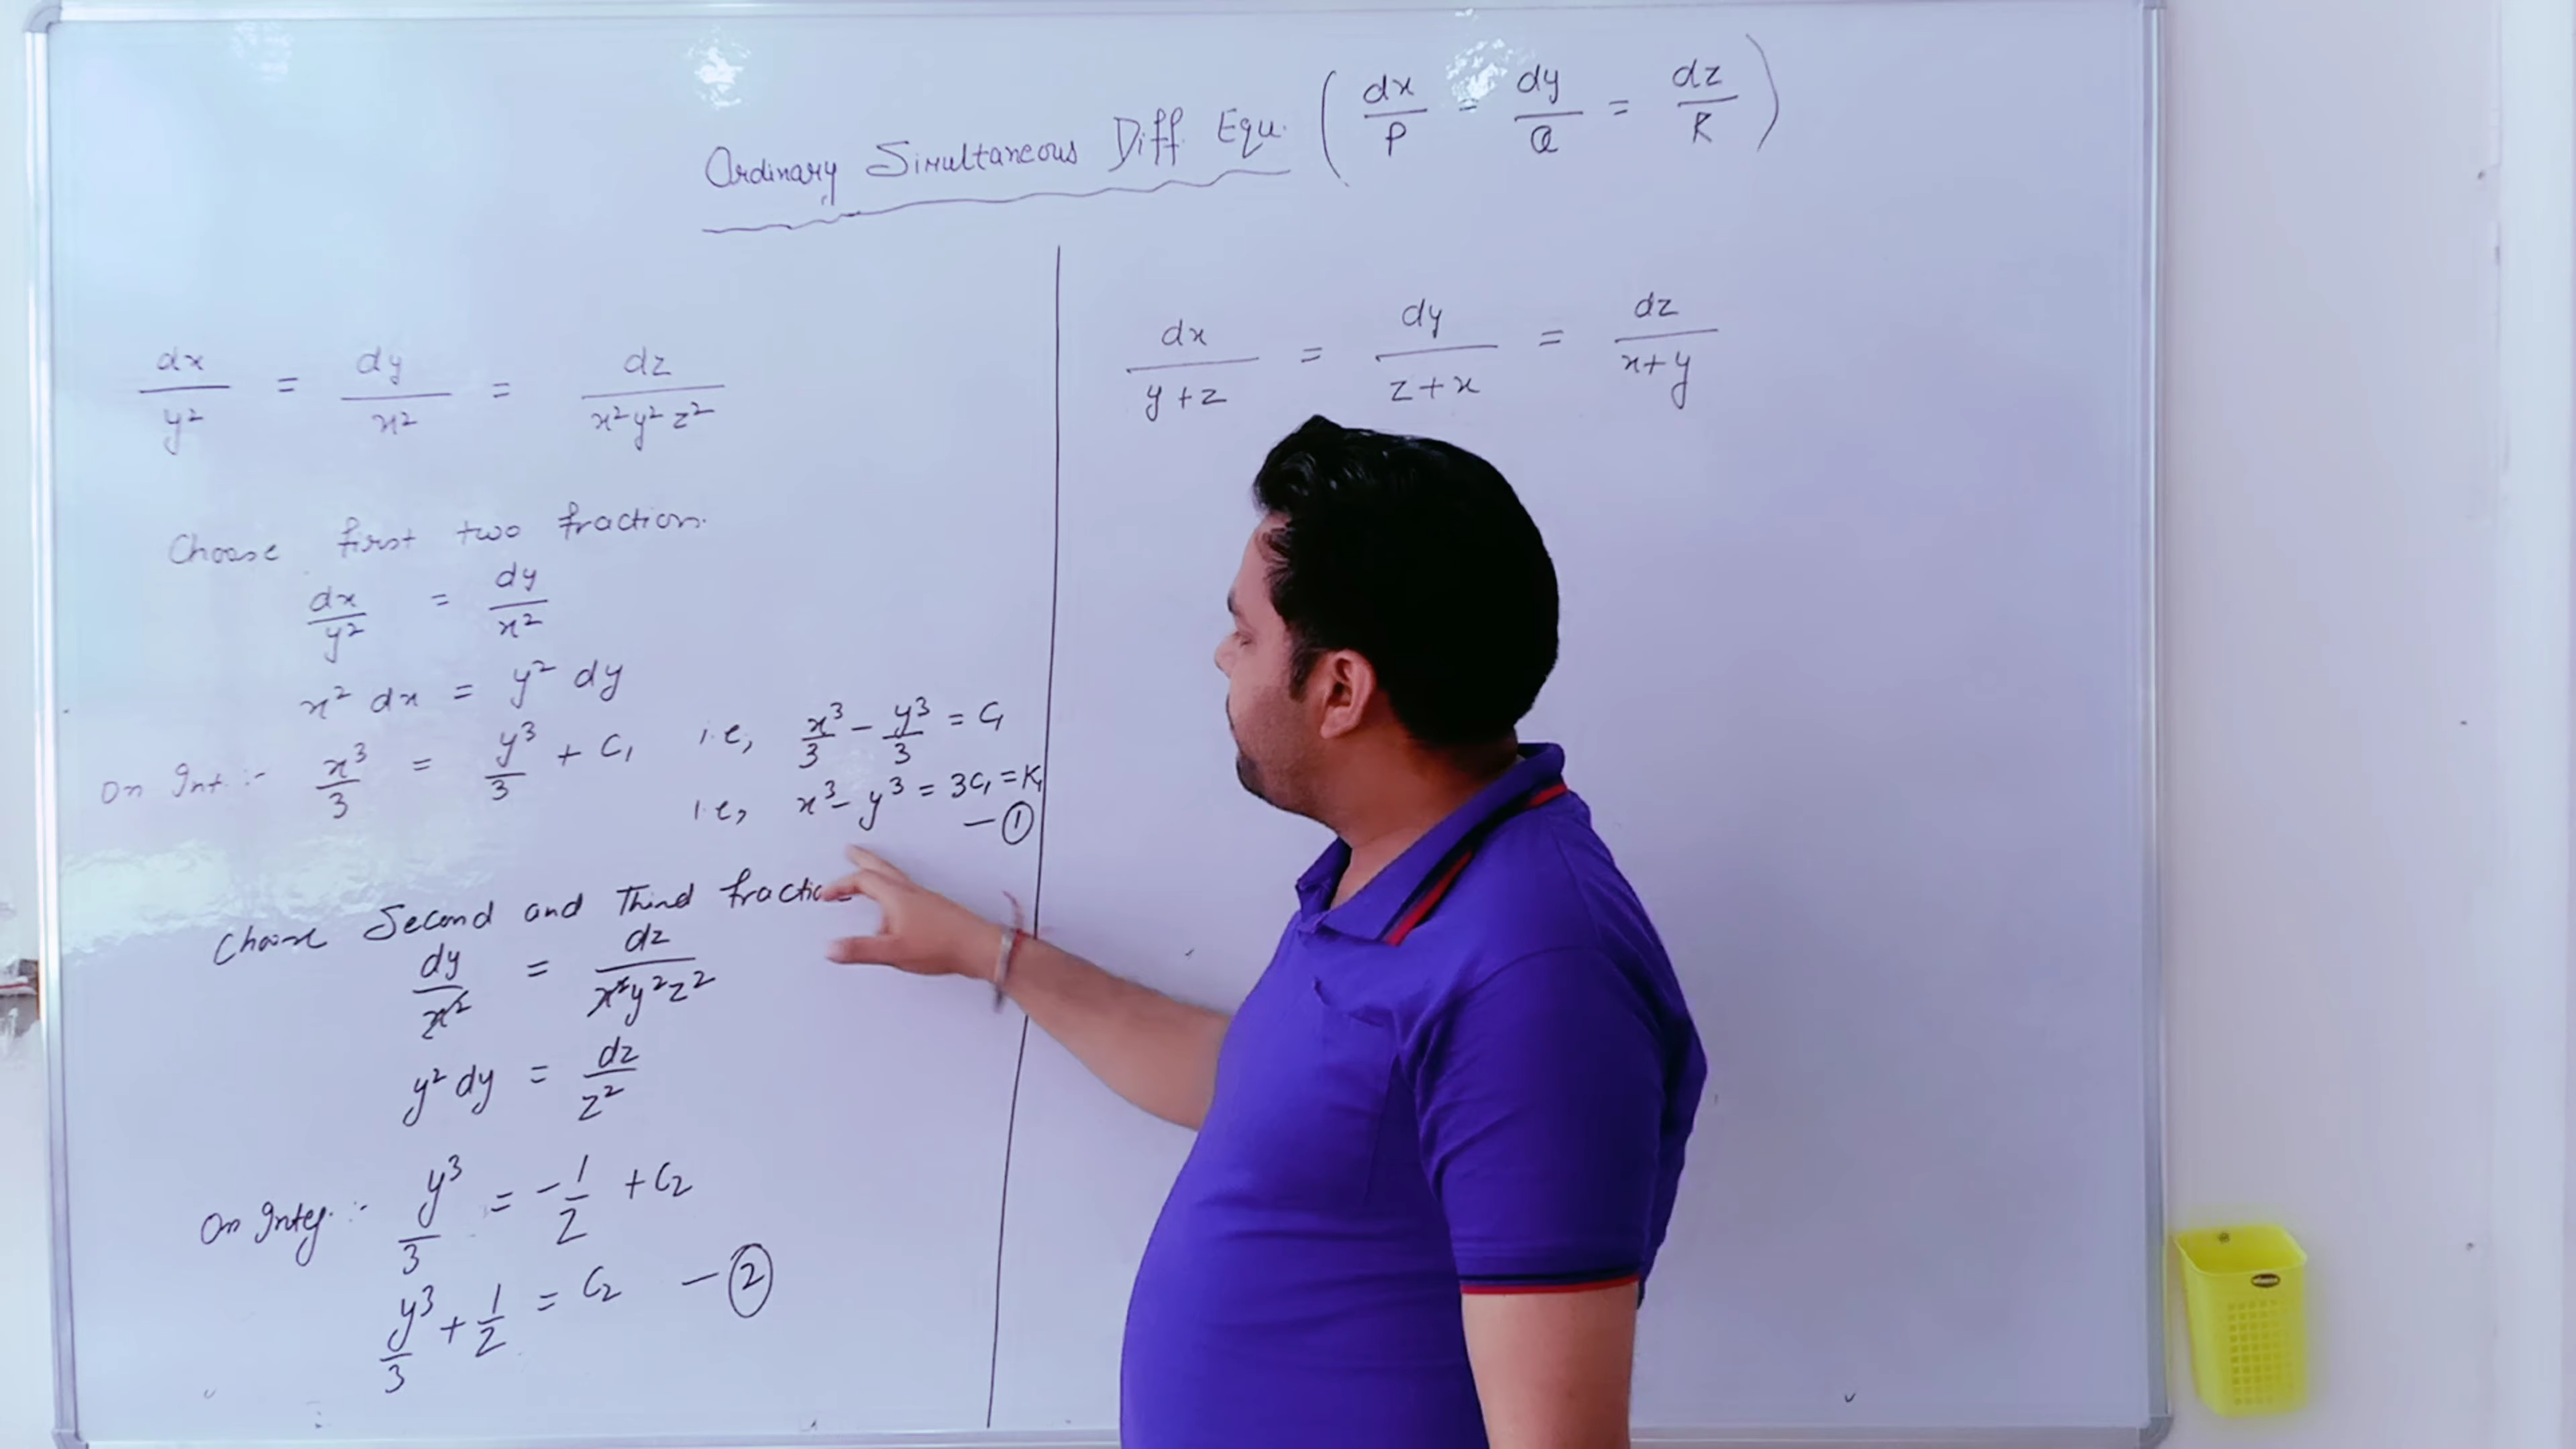 Ordinary Simultaneous Diff. Equ. (dx/P = dy/Q = dz/R)
dx/y² = dy/x² = dz/x²y²z²
Choose first two fraction.
dx/y² = dy/x²
x² dx = y² dy
On Int. :- x³/3 = y³/3 + C₁ i.e, x³/3 - y³/3 = C₁
i.e, x³ - y³ = 3C₁ = K₁
— ①
Choose Second and Third
dy/x² = dz/x²y²z²
y² dy = dz/z²
On Integ. :- y³/3 = -1/z + C₂
y³/3 + 1/z = C₂ — ②
dx/y+z = dy/z+x = dz/x+y